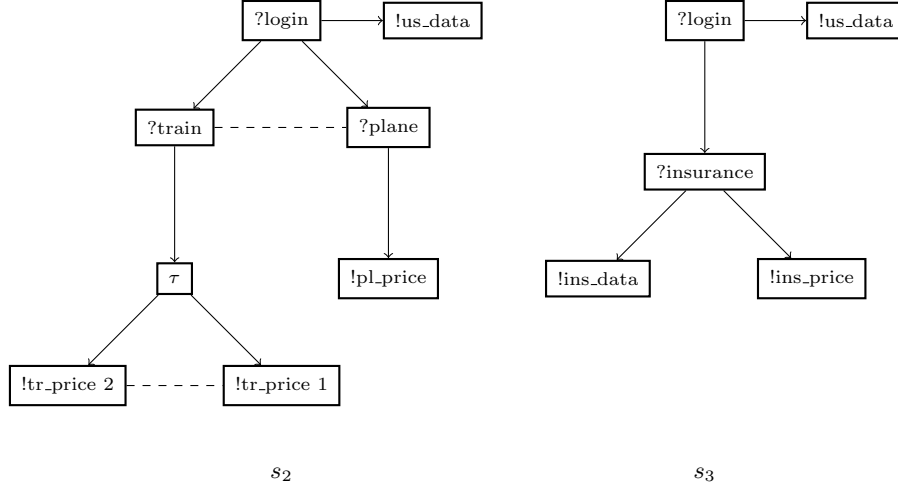 ?login
!us_data
?login
!us_data
?train
?plane
?insurance
τ
!pl_price
!ins_data
!ins_price
!tr_price 2
!tr_price 1
s2
s3